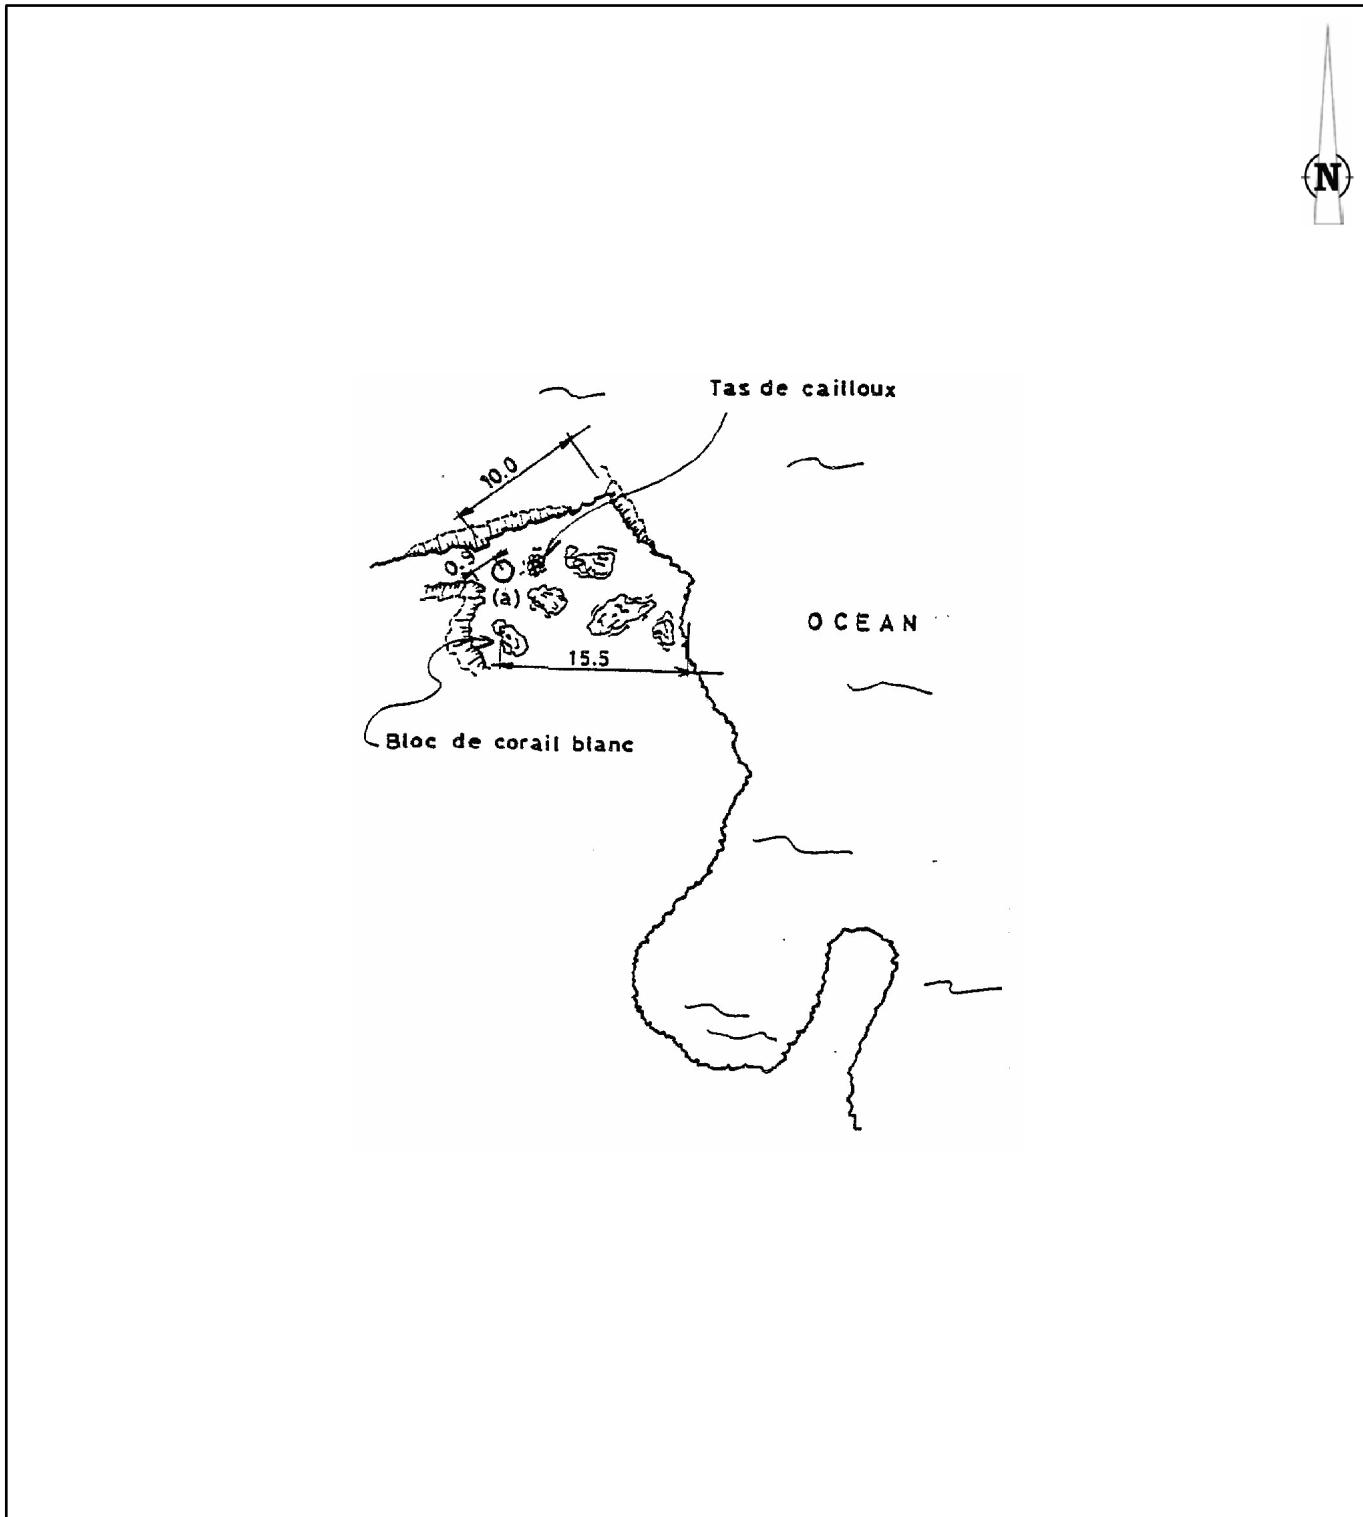 N
Tas de cailloux
10.0
0.9
(a)
OCEAN
15.5
Bloc de corail blanc